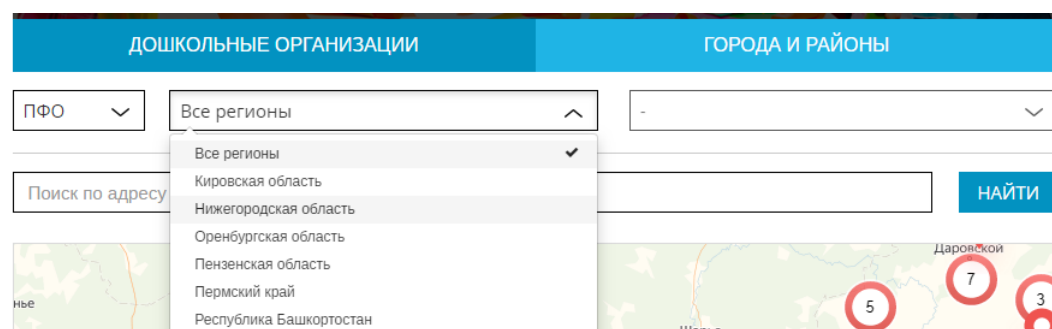 ДОШКОЛЬНЫЕ ОРГАНИЗАЦИИ
ГОРОДА И РАЙОНЫ
ПФО
Все регионы
-
Все регионы
Кировская область
Поиск по адресу
НАЙТИ
Нижегородская область
Оренбургская область
Пензенская область
Пермский край
Республика Башкортостан
Даровской
7
3
5
нье